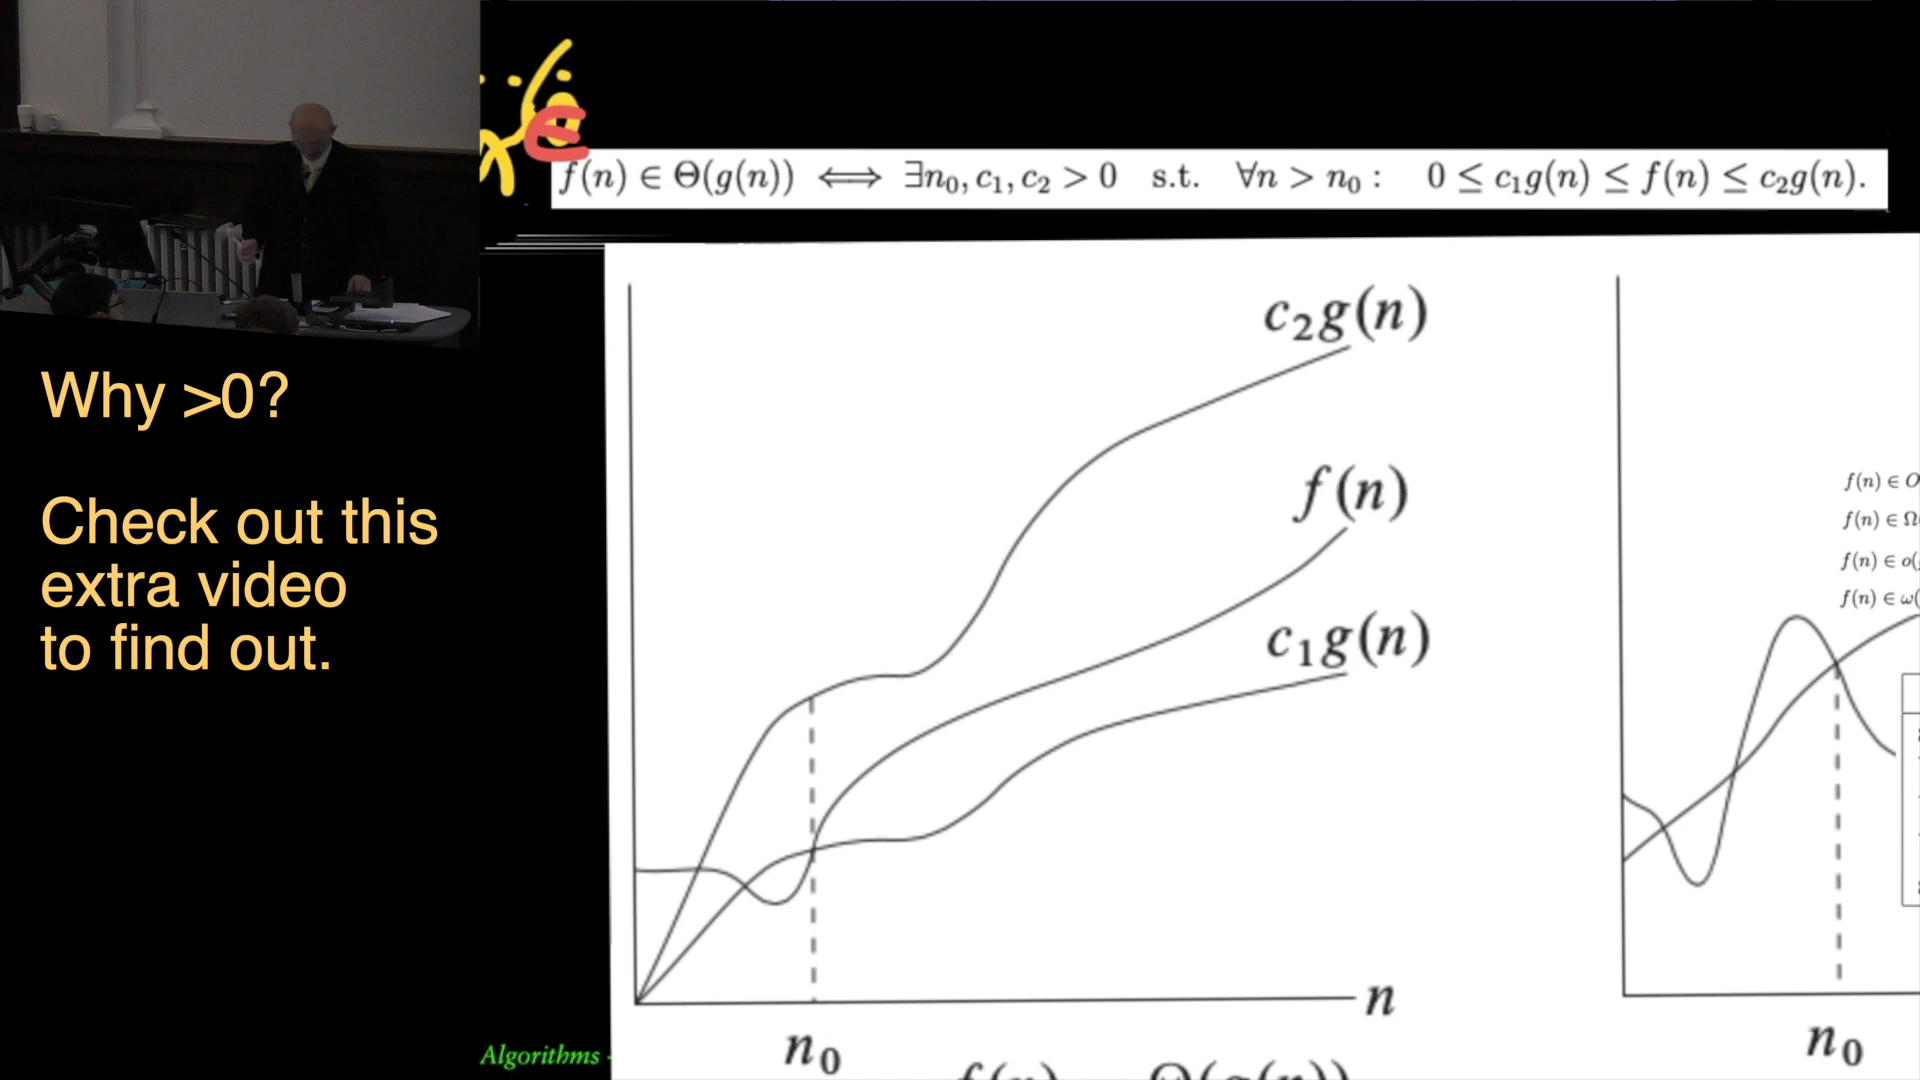 f(n) ∈ Θ(g(n)) ⟺ ∃n₀, c₁, c₂ > 0 s.t. ∀n > n₀ : 0 ≤ c₁g(n) ≤ f(n) ≤ c₂g(n).
Why >0?
Check out this
extra video
to find out.
c₂g(n)
f(n)
c₁g(n)
n
n₀
f(n) ∈ O
f(n) ∈ Ω(
f(n) ∈ o(
f(n) ∈ ω(
n₀
Algorithms